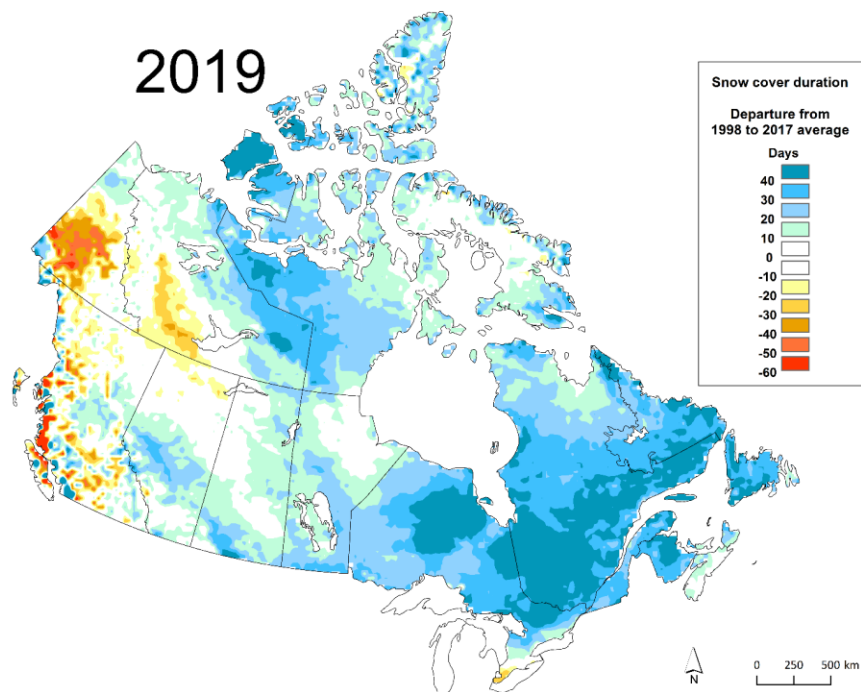 2019
Snow cover duration
Departure from
1998 to 2017 average
Days
40
30
20
10
0
-10
-20
-30
-40
-50
-60
N
0 250 500 km